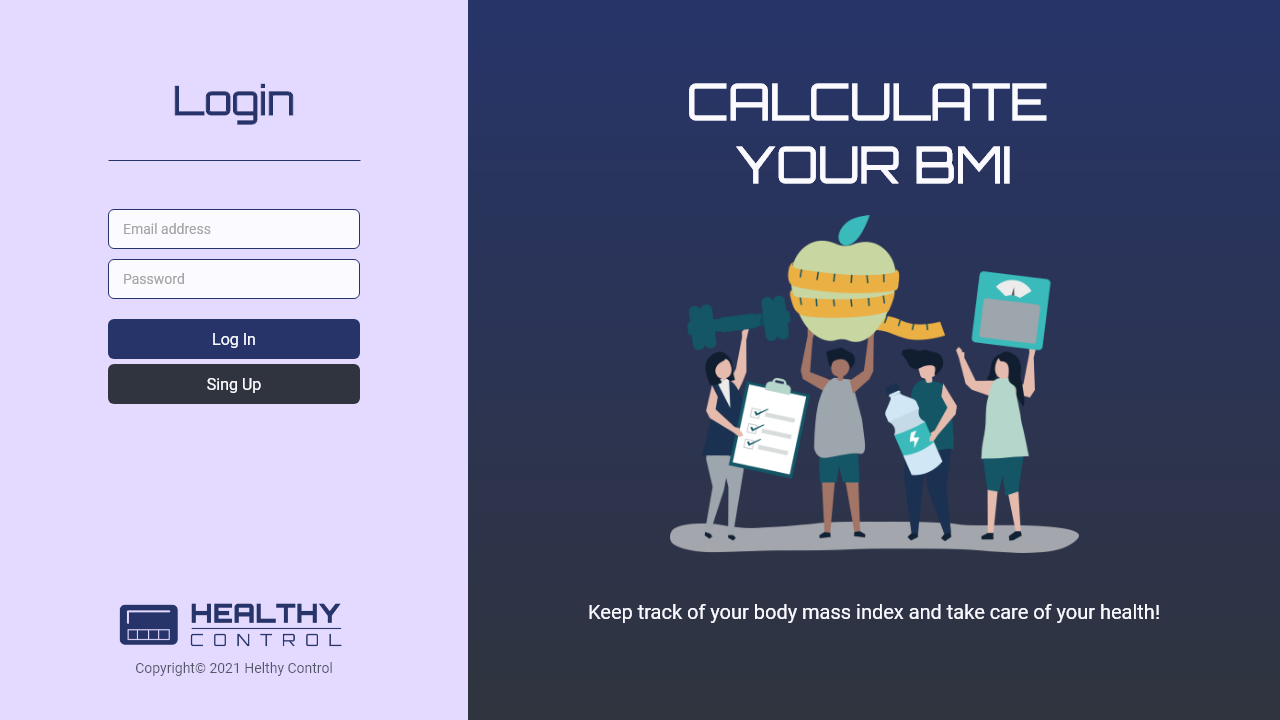 Login
Email address
Password
Log In
Sing Up
HEALTHY
CONTROL
Copyright© 2021 Helthy Control
CALCULATE
YOUR BMI
Keep track of your body mass index and take care of your health!